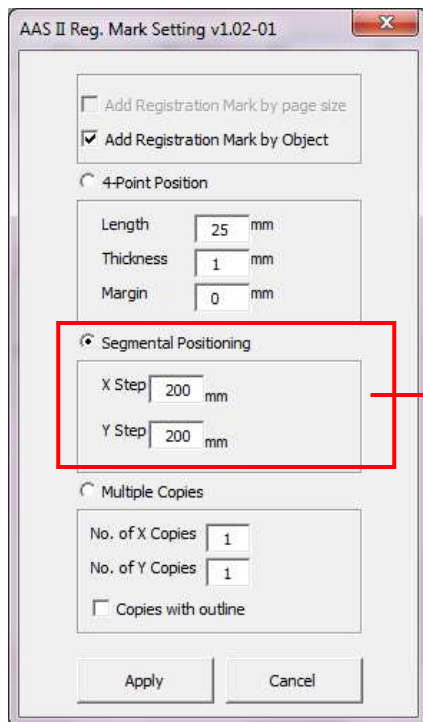 AAS II Reg. Mark Setting v1.02-01
Add Registration Mark by page size
Add Registration Mark by Object
4-Point Position
Length 25 mm
Thickness 1 mm
Margin 0 mm
Segmental Positioning
X Step 200 mm
Y Step 200 mm
Multiple Copies
No. of X Copies 1
No. of Y Copies 1
Copies with outline
Apply Cancel